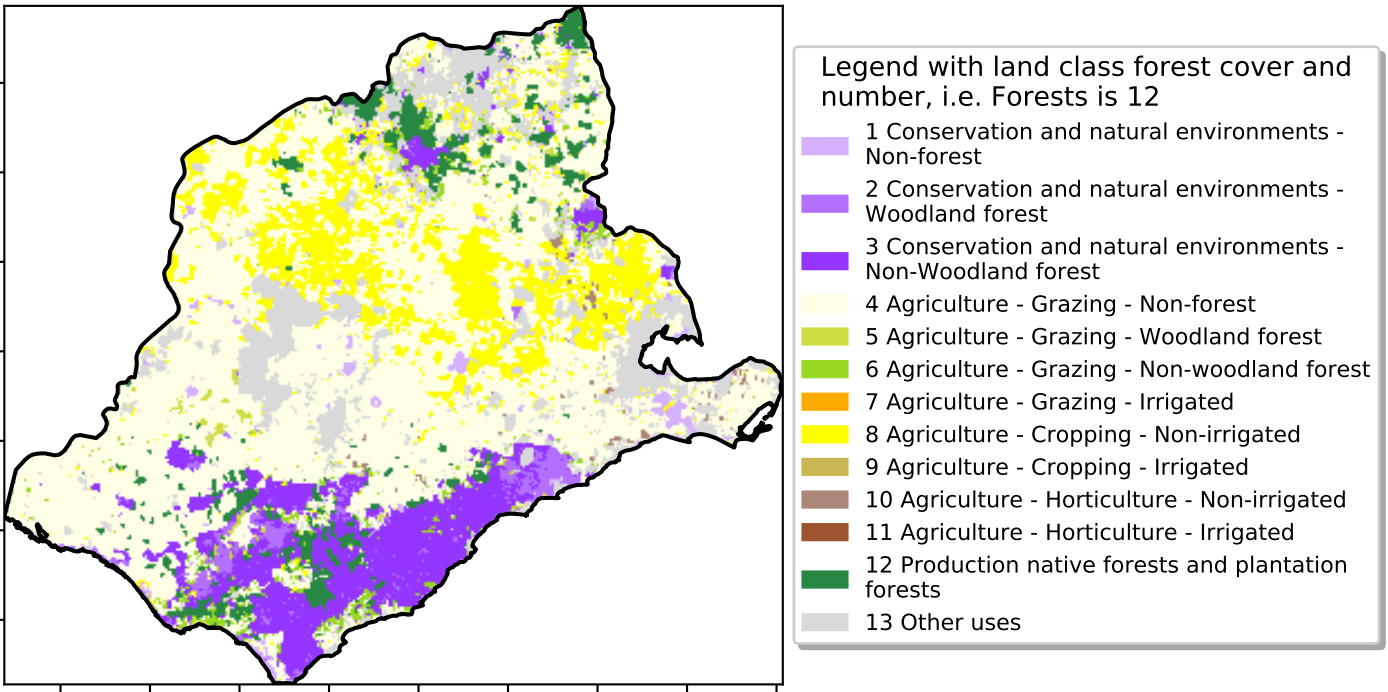 Legend with land class forest cover and
number, i.e. Forests is 12
1 Conservation and natural environments -
Non-forest
2 Conservation and natural environments -
Woodland forest
3 Conservation and natural environments -
Non-Woodland forest
4 Agriculture - Grazing - Non-forest
5 Agriculture - Grazing - Woodland forest
6 Agriculture - Grazing - Non-woodland forest
7 Agriculture - Grazing - Irrigated
8 Agriculture - Cropping - Non-irrigated
9 Agriculture - Cropping - Irrigated
10 Agriculture - Horticulture - Non-irrigated
11 Agriculture - Horticulture - Irrigated
12 Production native forests and plantation
forests
13 Other uses